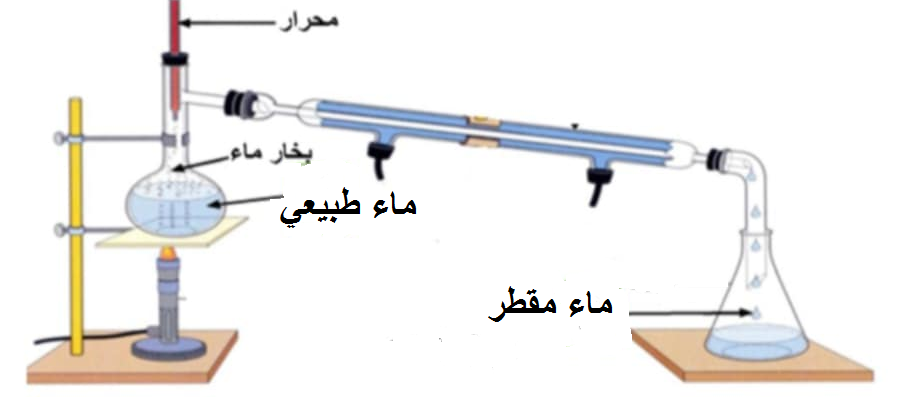 محرار
بخار ماء
ماء طبيعي
ماء مقطر